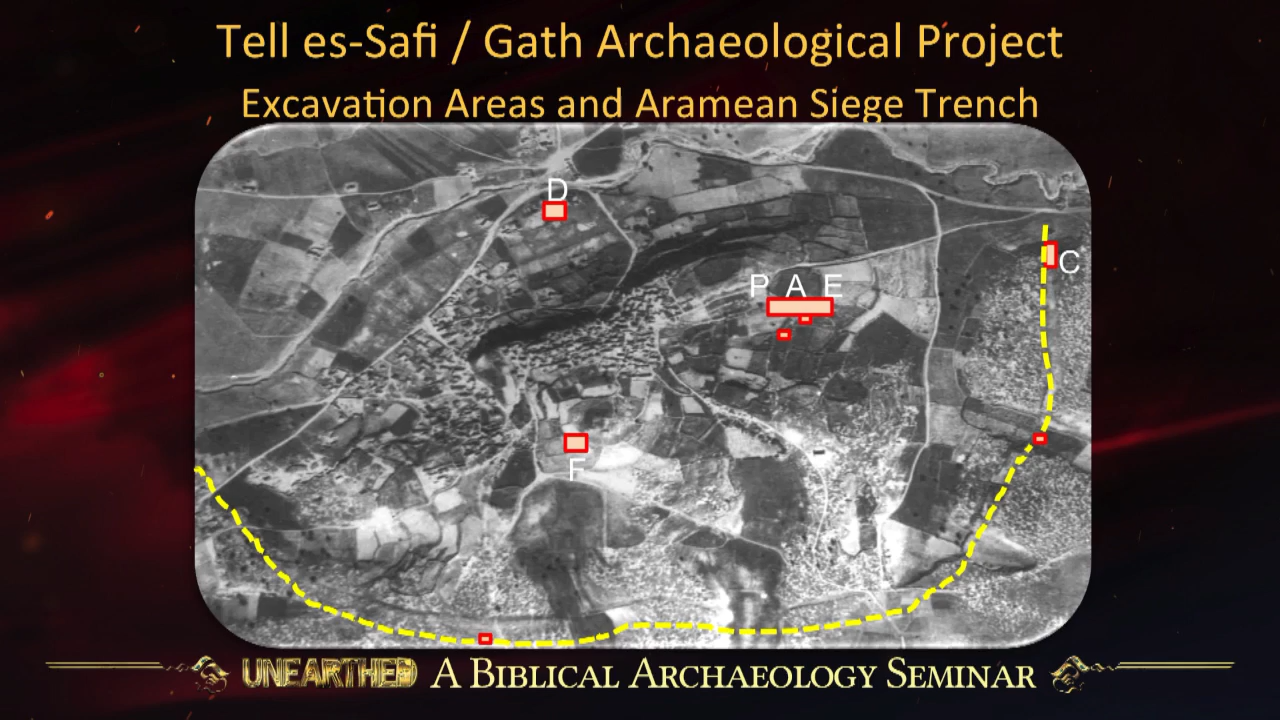 Tell es-Safi / Gath Archaeological Project
Excavation Areas and Aramean Siege Trench
D
C
P A E
F
UNEARTHED A BIBLICAL ARCHAEOLOGY SEMINAR